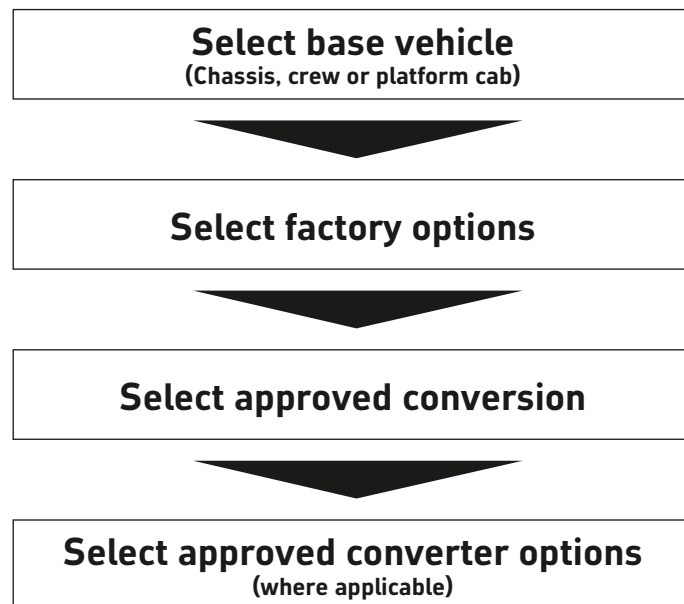 Select base vehicle
(Chassis, crew or platform cab)
Select factory options
Select approved conversion
Select approved converter options
(where applicable)